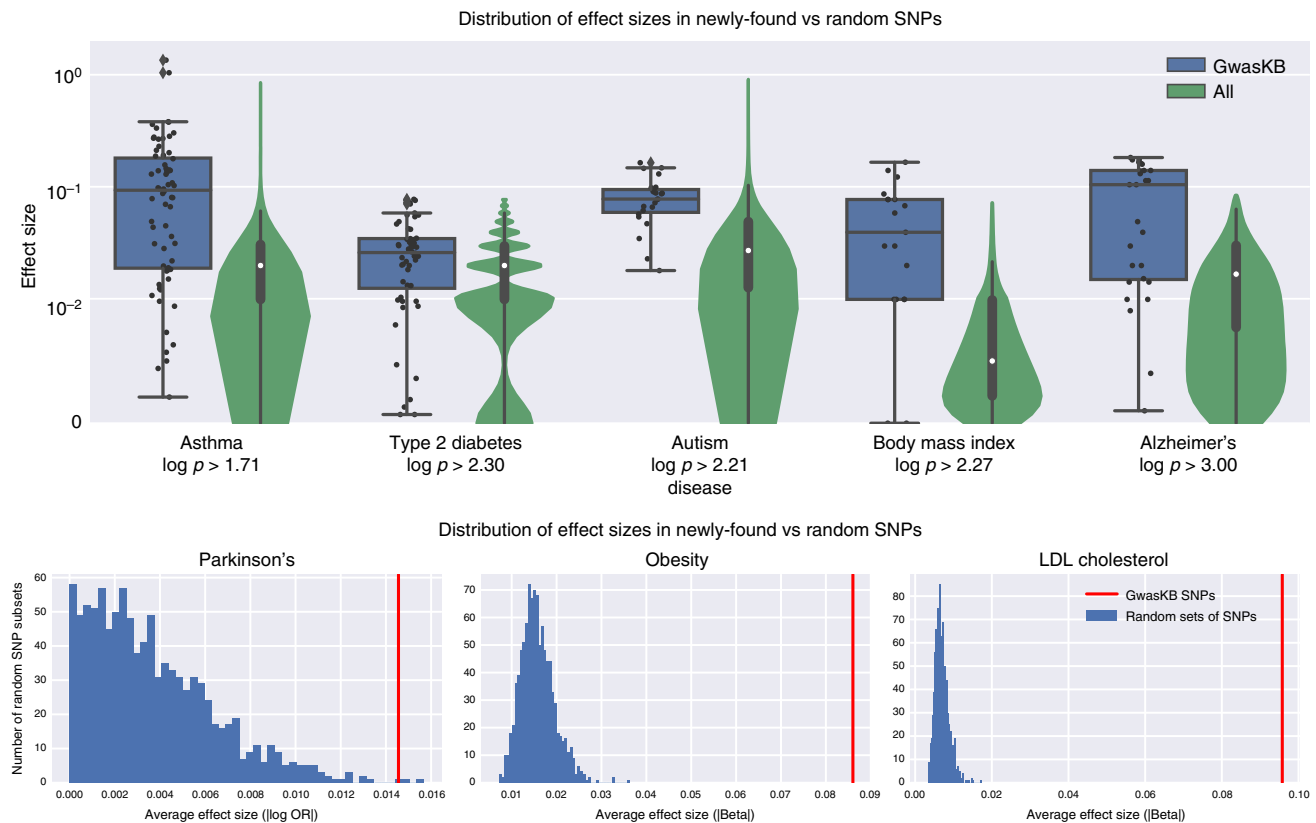 Distribution of effect sizes in newly-found vs random SNPs
Effect size
10⁰
10⁻¹
10⁻²
0
GwasKB
All
Asthma
log p > 1.71
Type 2 diabetes
log p > 2.30
Autism
log p > 2.21
Body mass index
log p > 2.27
Alzheimer's
log p > 3.00
disease
Distribution of effect sizes in newly-found vs random SNPs
Parkinson's
Number of random SNP subsets
60
50
40
30
20
10
0
0.000 0.002 0.004 0.006 0.008 0.010 0.012 0.014 0.016
Average effect size (|log OR|)
Obesity
70
60
50
40
30
20
10
0
0.01 0.02 0.03 0.04 0.05 0.06 0.07 0.08 0.09
Average effect size (|Beta|)
LDL cholesterol
GwasKB SNPs
Random sets of SNPs
80
70
60
50
40
30
20
10
0
0.00 0.02 0.04 0.06 0.08 0.10
Average effect size (|Beta|)